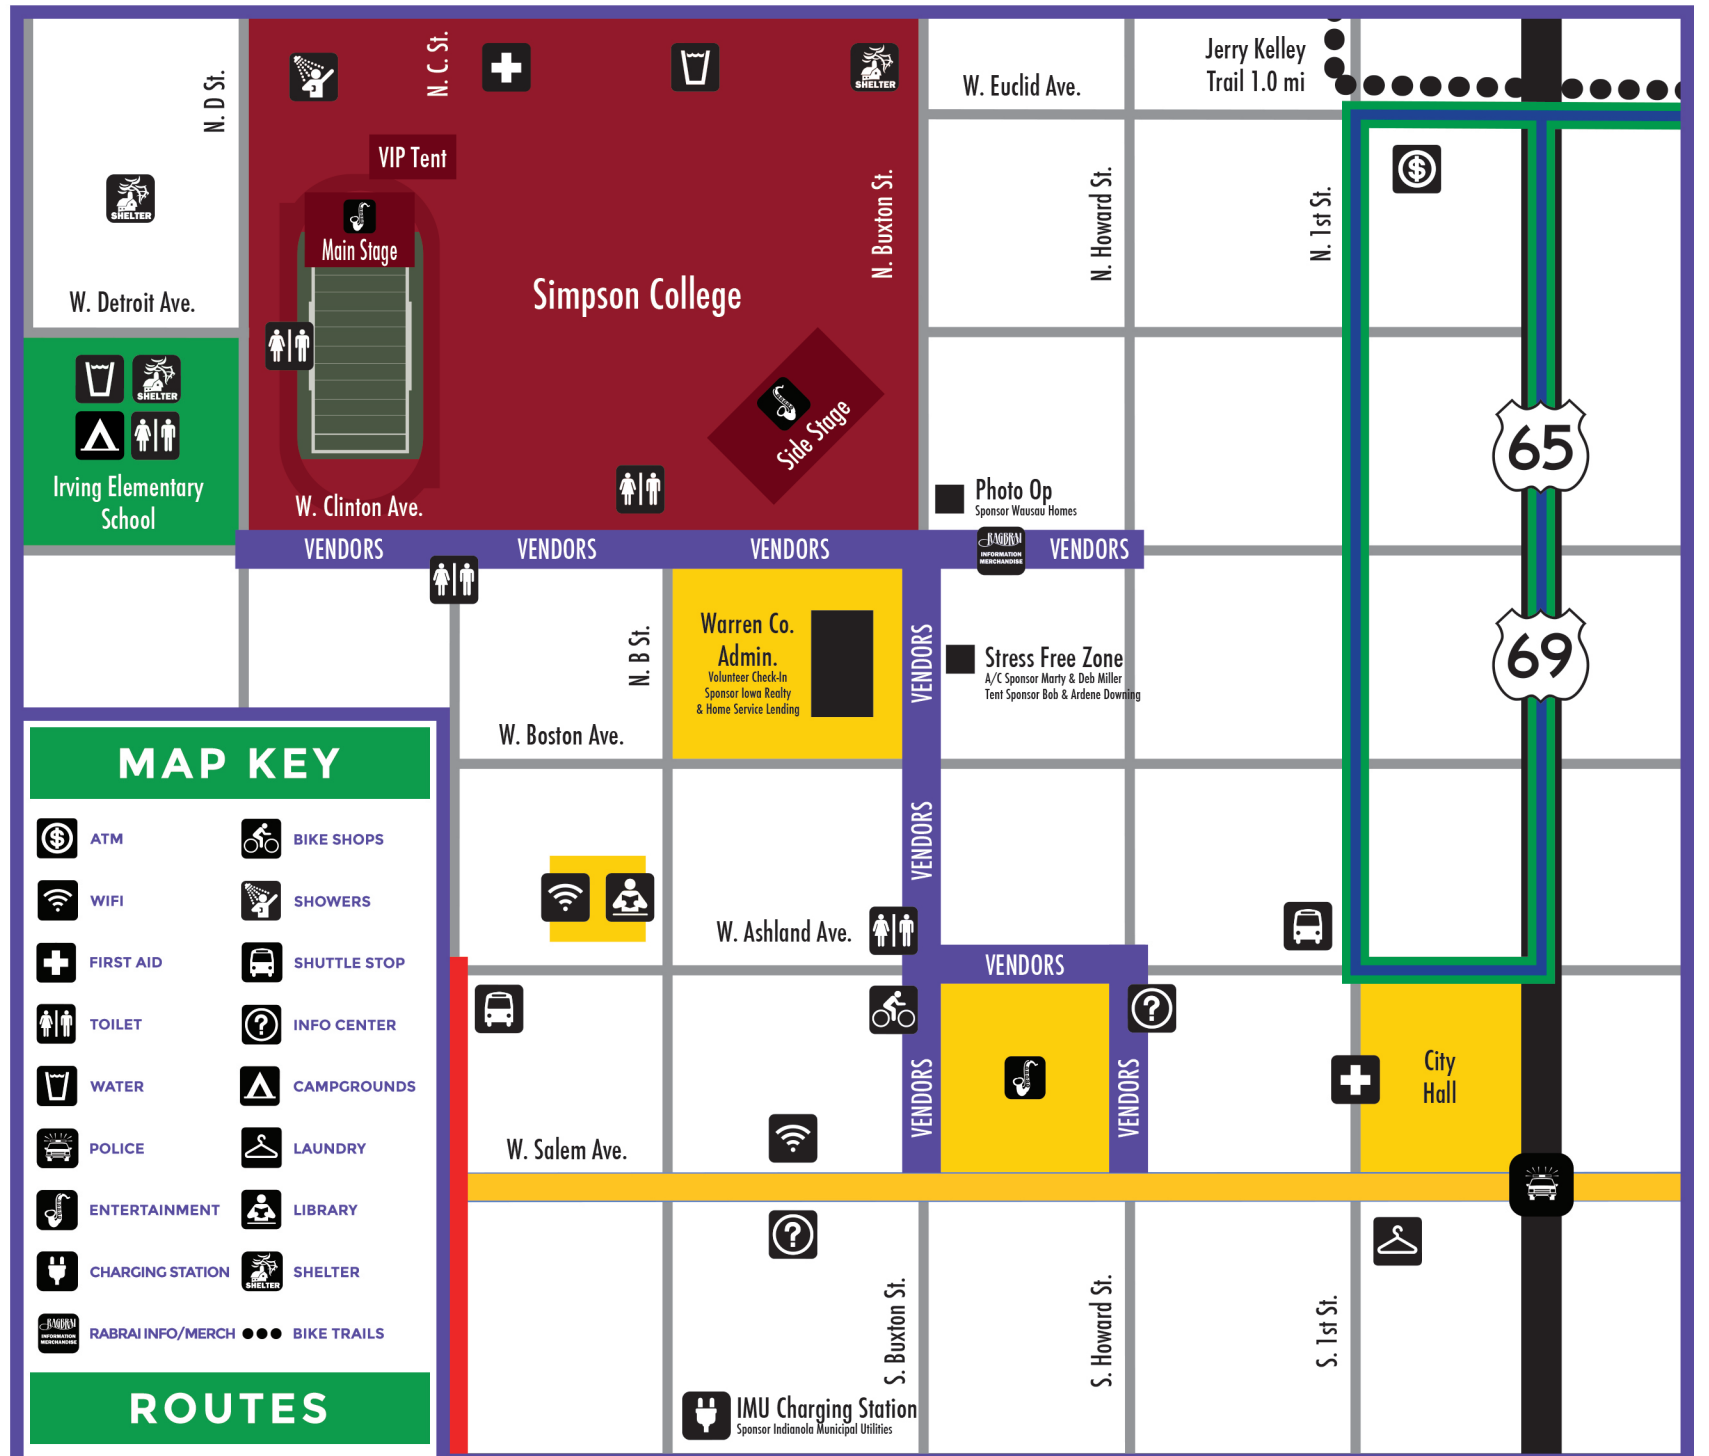 N. D St.
N. C. St.
SHELTER
W. Euclid Ave.
Jerry Kelley
Trail 1.0 mi
VIP Tent
SHELTER
Main Stage
N. Buxton St.
N. Howard St.
N. 1st St.
W. Detroit Ave.
Simpson College
SHELTER
Side Stage
65
Irving Elementary
School
W. Clinton Ave.
Photo Op
Sponsor Wausau Homes
VENDORS
VENDORS
VENDORS
RAGBRAI
INFORMATION
MERCHANDISE
VENDORS
Warren Co.
Admin.
Volunteer Check-In
Sponsor Iowa Realty
& Home Service Lending
N. B St.
VENDORS
Stress Free Zone
A/C Sponsor Marty & Deb Miller
Tent Sponsor Bob & Ardene Downing
69
W. Boston Ave.
VENDORS
W. Ashland Ave.
VENDORS
VENDORS
VENDORS
City
Hall
W. Salem Ave.
S. Buxton St.
S. Howard St.
S. 1st St.
IMU Charging Station
Sponsor Indianola Municipal Utilities
MAP KEY
ATM
BIKE SHOPS
WIFI
SHOWERS
FIRST AID
SHUTTLE STOP
TOILET
INFO CENTER
WATER
CAMPGROUNDS
POLICE
LAUNDRY
ENTERTAINMENT
LIBRARY
CHARGING STATION
SHELTER
SHELTER
RAGBRAI
INFORMATION
MERCHANDISE
RABRAI INFO/MERCH
BIKE TRAILS
ROUTES